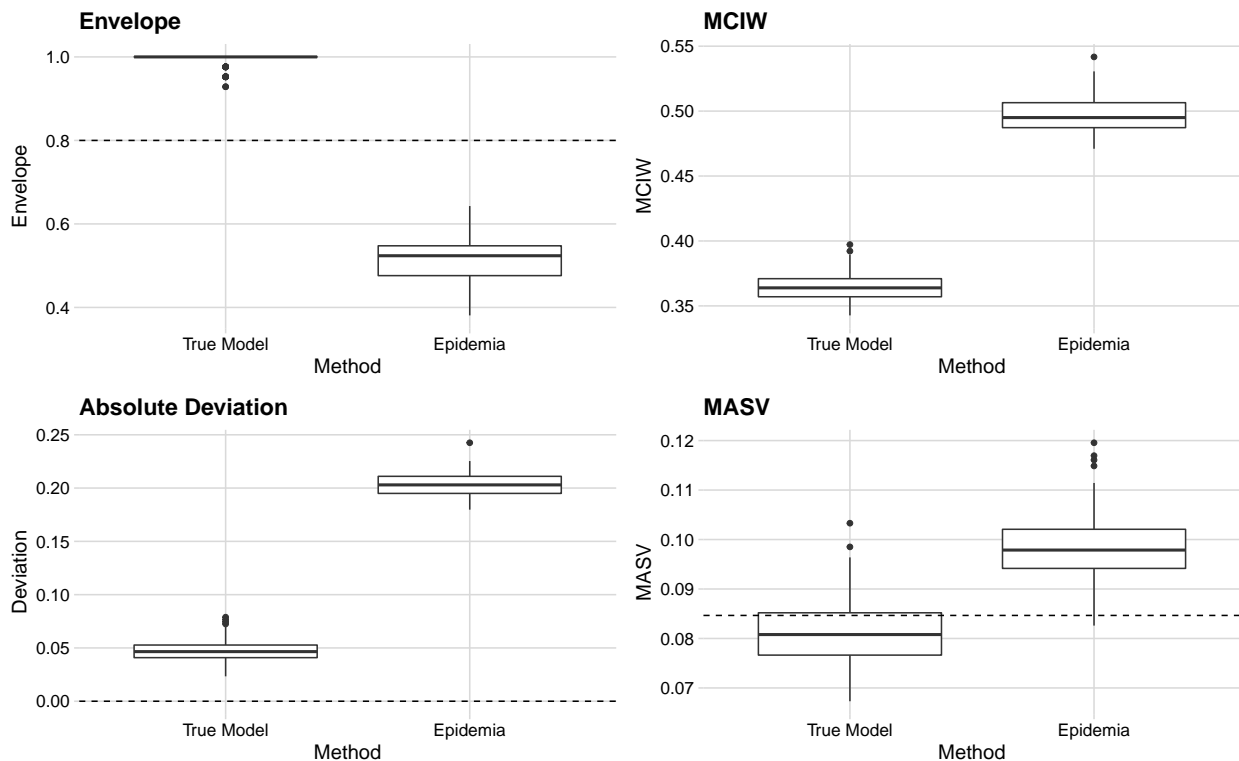 Envelope
Envelope
1.0
0.8
0.6
0.4
True Model
Epidemia
Method
MCIW
MCIW
0.55
0.50
0.45
0.40
0.35
True Model
Epidemia
Method
Absolute Deviation
Deviation
0.25
0.20
0.15
0.10
0.05
0.00
True Model
Epidemia
Method
MASV
MASV
0.12
0.11
0.10
0.09
0.08
0.07
True Model
Epidemia
Method